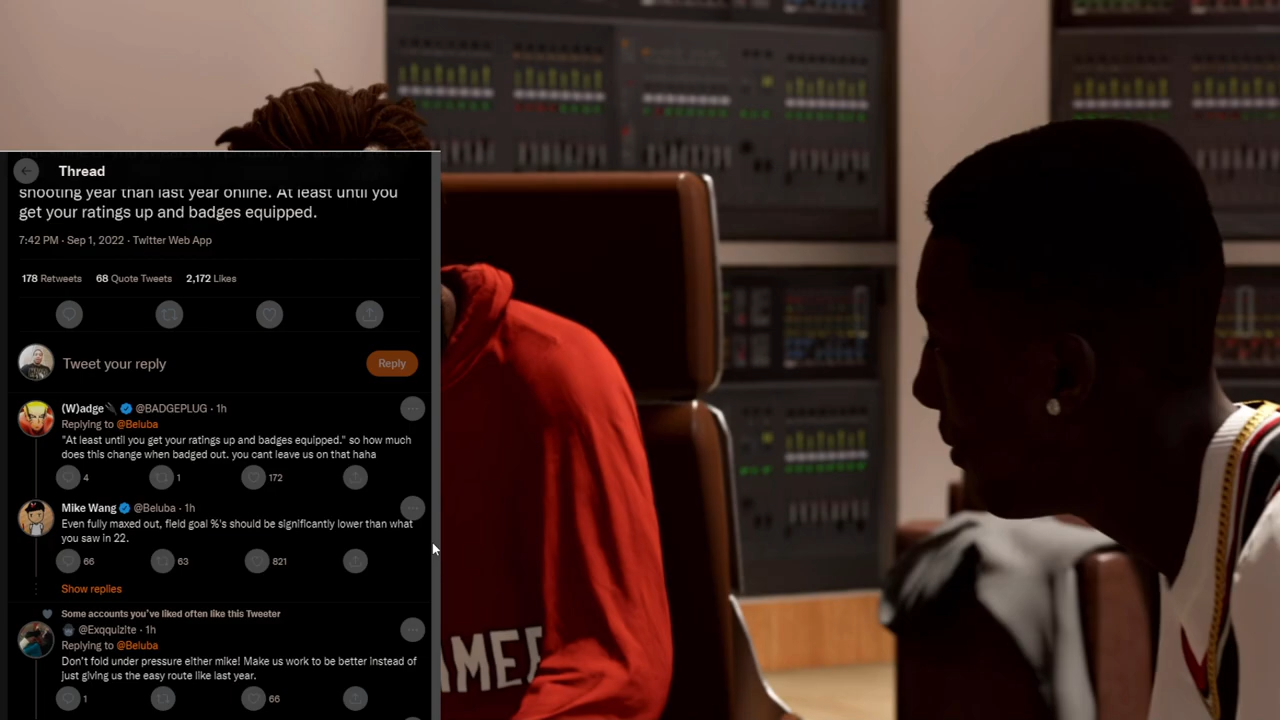 Thread
shooting year than last year online. At least until you
get your ratings up and badges equipped.
7:42 PM · Sep 1, 2022 · Twitter Web App
178 Retweets 68 Quote Tweets 2,172 Likes
Tweet your reply
Reply
(W)adge @BADGEPLUG · 1h
Replying to @Beluba
"At least until you get your ratings up and badges equipped." so how much
does this change when badged out. you cant leave us on that haha
4 1 172
Mike Wang @Beluba · 1h
Even fully maxed out, field goal %'s should be significantly lower than what
you saw in 22.
66 63 821
Show replies
Some accounts you've liked often like this Tweeter
@Exqquizite · 1h
Replying to @Beluba
Don't fold under pressure either mike! Make us work to be better instead of
just giving us the easy route like last year.
1 66